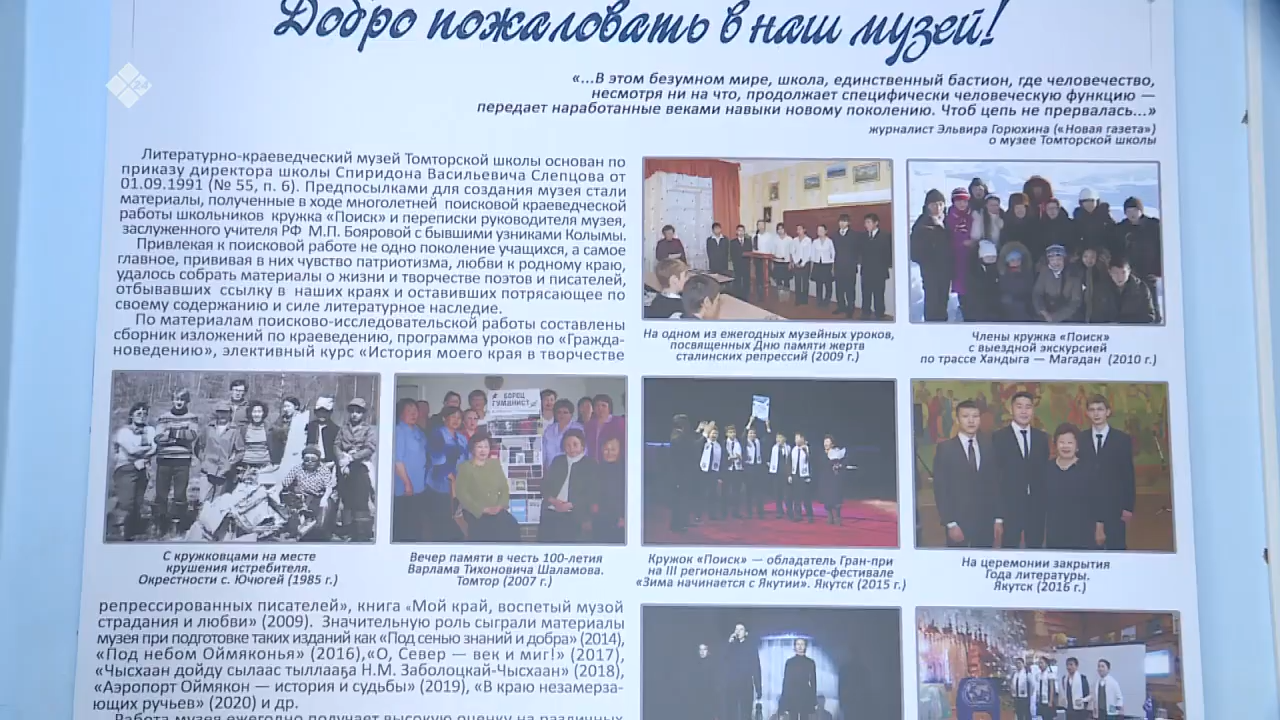 Добро пожаловать в наш музей!
24
«...В этом безумном мире, школа, единственный бастион, где человечество,
несмотря ни на что, продолжает специфически человеческую функцию —
передает наработанные веками навыки новому поколению. Чтоб цепь не прервалась...»
журналист Эльвира Горюхина («Новая газета»)
о музее Томторской школы
Литературно-краеведческий музей Томторской школы основан по
приказу директора школы Спиридона Васильевича Слепцова от
01.09.1991 (№ 55, п. 6). Предпосылками для создания музея стали
материалы, полученные в ходе многолетней поисковой краеведческой
работы школьников кружка «Поиск» и переписки руководителя музея,
заслуженного учителя РФ М.П. Бояровой с бывшими узниками Колымы.
Привлекая к поисковой работе не одно поколение учащихся, а самое
главное, прививая в них чувство патриотизма, любви к родному краю,
удалось собрать материалы о жизни и творчестве поэтов и писателей,
отбывавших ссылку в наших краях и оставивших потрясающее по
своему содержанию и силе литературное наследие.
По материалам поисково-исследовательской работы составлены
сборник изложений по краеведению, программа уроков по «Граждановедению»,
элективный курс «История моего края в творчестве
На одном из ежегодных музейных уроков,
посвященных Дню памяти жертв
сталинских репрессий (2009 г.)
Члены кружка «Поиск»
с выездной экскурсией
по трассе Хандыга — Магадан (2010 г.)
БОРЕЦ
ГУМАНИСТ
С кружковцами на месте
крушения истребителя.
Окрестности с. Ючюгей (1985 г.)
Вечер памяти в честь 100-летия
Варлама Тихоновича Шаламова.
Томтор (2007 г.)
Кружок «Поиск» — обладатель Гран-при
на III региональном конкурсе-фестивале
«Зима начинается с Якутии». Якутск (2015 г.)
На церемонии закрытия
Года литературы.
Якутск (2016 г.)
репрессированных писателей», книга «Мой край, воспетый музой
страдания и любви» (2009). Значительную роль сыграли материалы
музея при подготовке таких изданий как «Под сенью знаний и добра» (2014),
«Под небом Оймяконья» (2016),«О, Север — век и миг!» (2017),
«Чысхаан дойду сылаас тыллааҕа Н.М. Заболоцкай-Чысхаан» (2018),
«Аэропорт Оймякон — история и судьбы» (2019), «В краю незамерза-
ющих ручьев» (2020) и др.
Работа музея ежегодно получает высокую оценку на различных